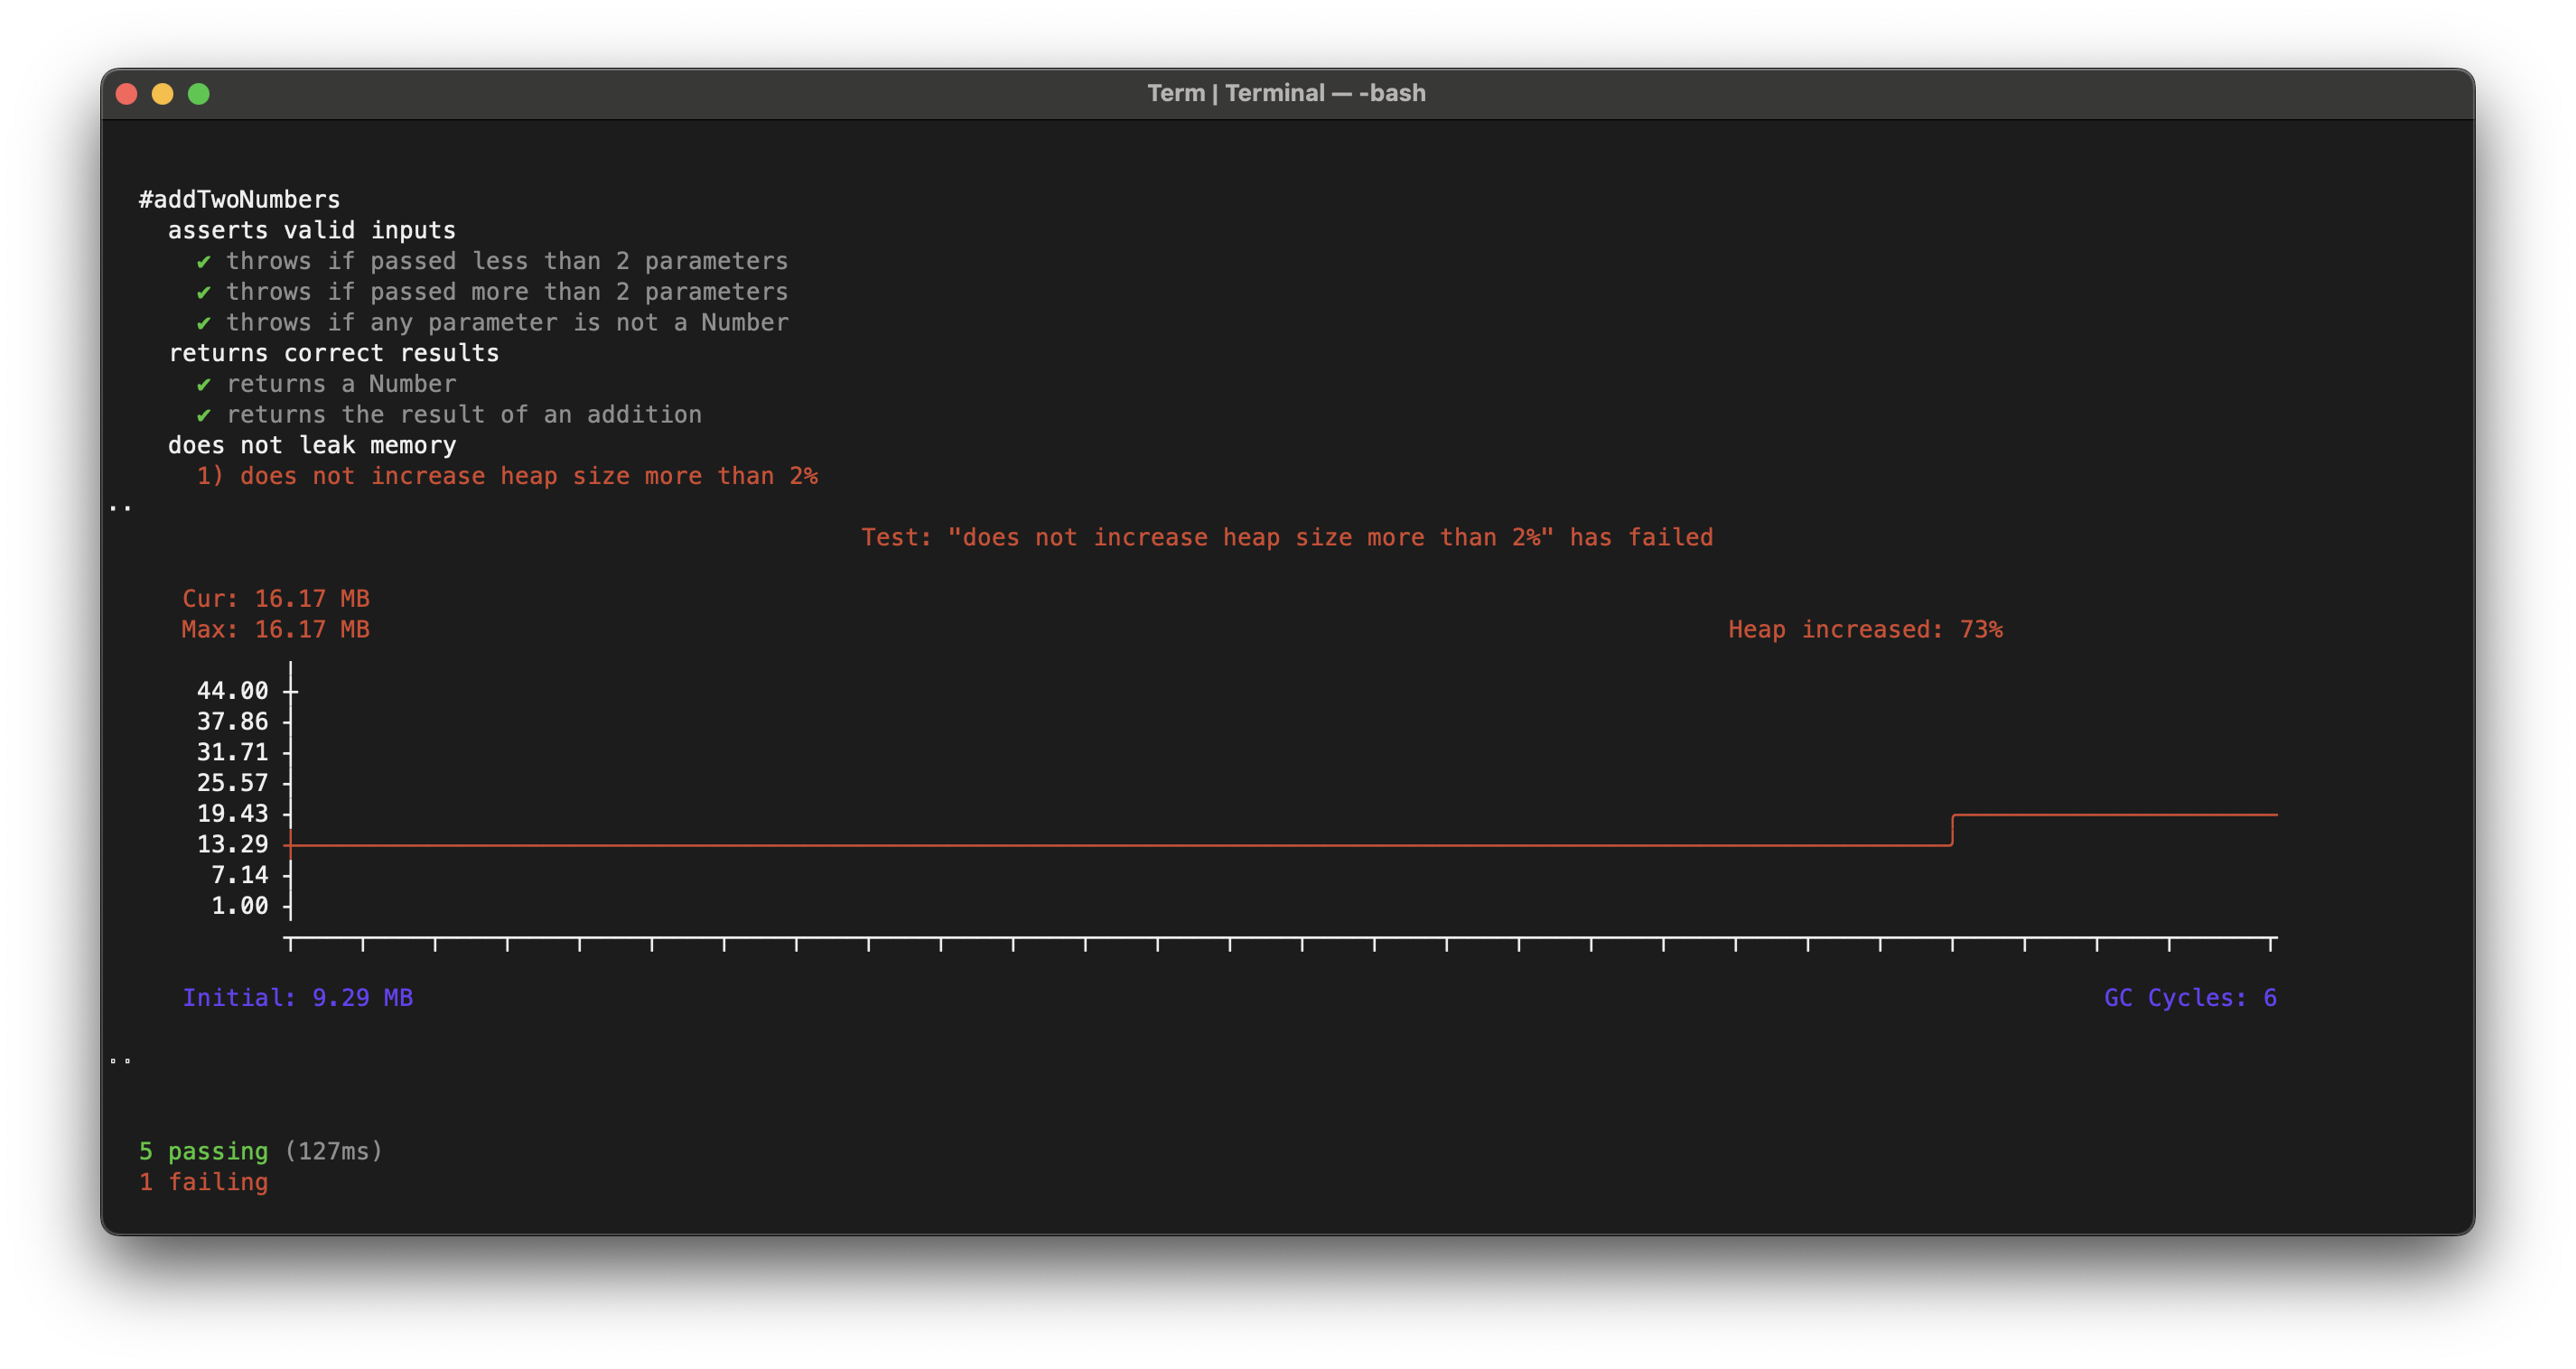 Term | Terminal — -bash
#addTwoNumbers
asserts valid inputs
✔ throws if passed less than 2 parameters
✔ throws if passed more than 2 parameters
✔ throws if any parameter is not a Number
returns correct results
✔ returns a Number
✔ returns the result of an addition
does not leak memory
1) does not increase heap size more than 2%
..
Test: "does not increase heap size more than 2%" has failed
Cur: 16.17 MB
Max: 16.17 MB
Heap increased: 73%
44.00
37.86
31.71
25.57
19.43
13.29
7.14
1.00
Initial: 9.29 MB
GC Cycles: 6
5 passing (127ms)
1 failing